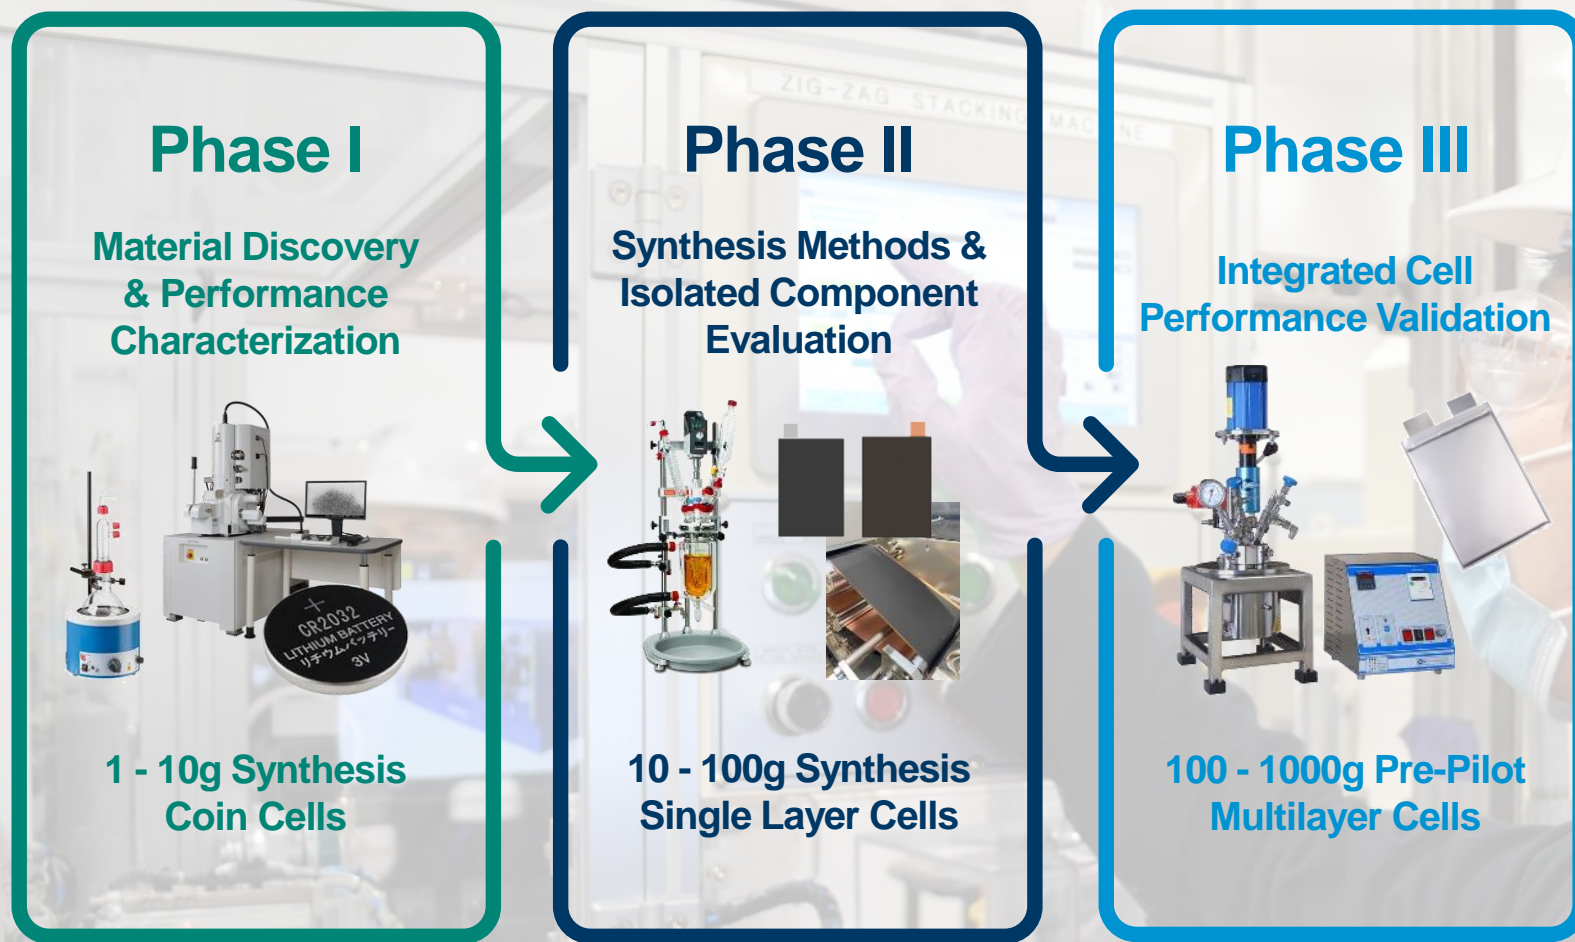 ZIG-ZAG STACKING MACHINE
Phase I
Material Discovery
& Performance
Characterization
CR2032
LITHIUM BATTERY
リチウムバッテリー
3V
1 - 10g Synthesis
Coin Cells
Phase II
Synthesis Methods &
Isolated Component
Evaluation
10 - 100g Synthesis
Single Layer Cells
Phase III
Integrated Cell
Performance Validation
100 - 1000g Pre-Pilot
Multilayer Cells